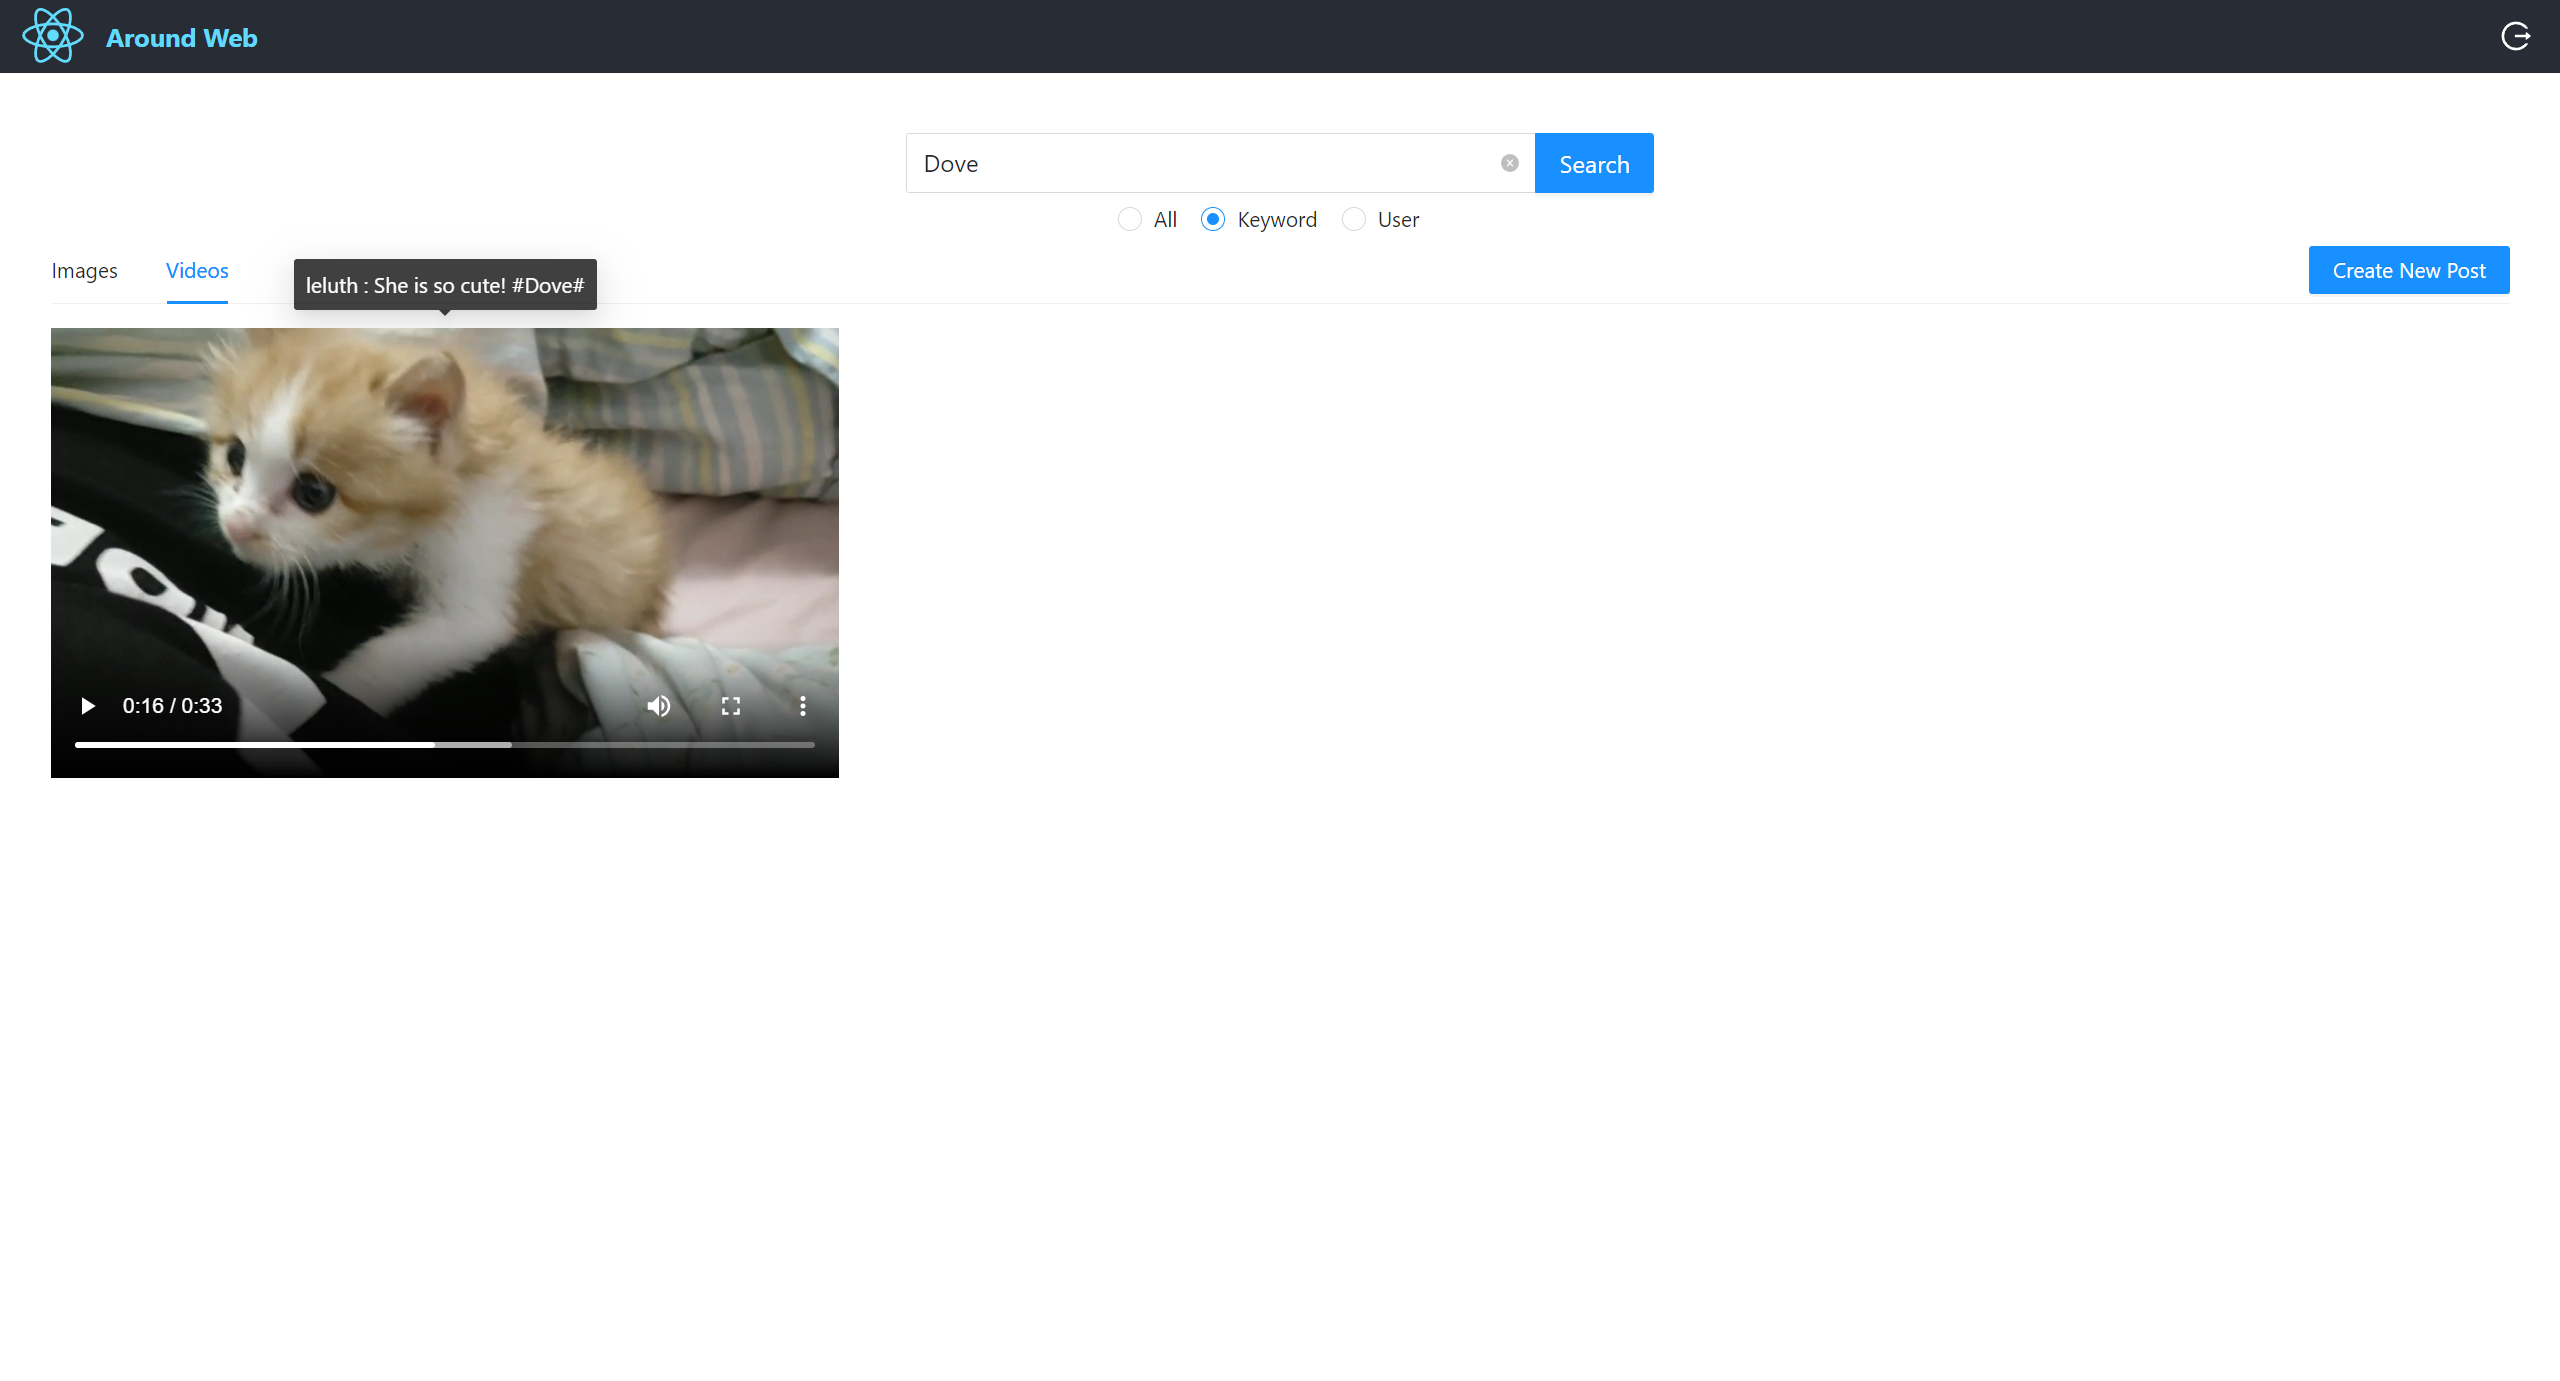 Around Web
Dove
Search
All
Keyword
User
Images
Videos
leluth : She is so cute! #Dove#
Create New Post
0:16 / 0:33